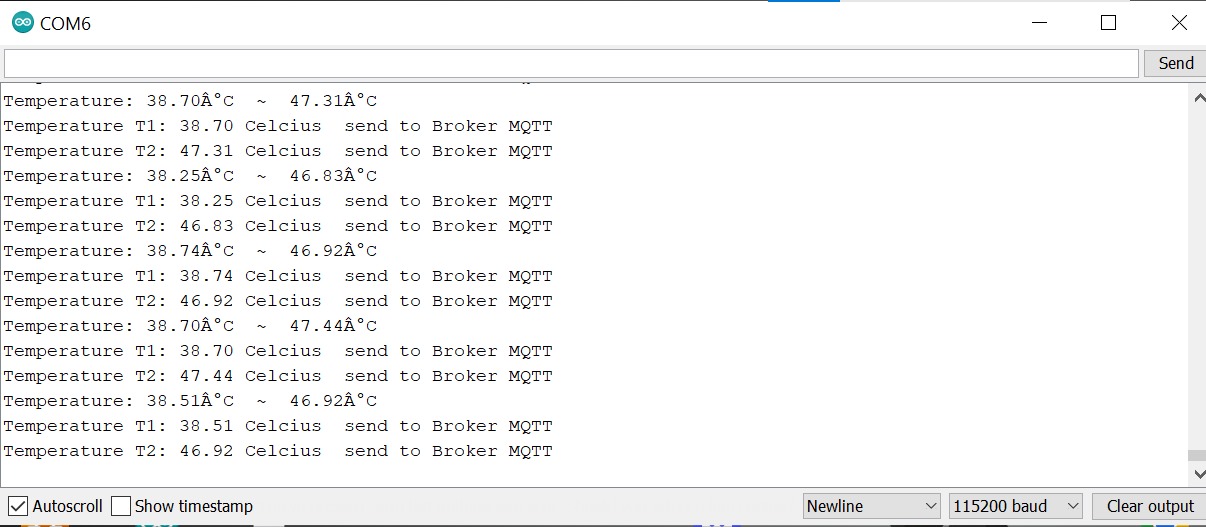 COM6
Send
Temperature: 38.70Â°C  ~  47.31Â°C
Temperature T1: 38.70 Celcius  send to Broker MQTT
Temperature T2: 47.31 Celcius  send to Broker MQTT
Temperature: 38.25Â°C  ~  46.83Â°C
Temperature T1: 38.25 Celcius  send to Broker MQTT
Temperature T2: 46.83 Celcius  send to Broker MQTT
Temperature: 38.74Â°C  ~  46.92Â°C
Temperature T1: 38.74 Celcius  send to Broker MQTT
Temperature T2: 46.92 Celcius  send to Broker MQTT
Temperature: 38.70Â°C  ~  47.44Â°C
Temperature T1: 38.70 Celcius  send to Broker MQTT
Temperature T2: 47.44 Celcius  send to Broker MQTT
Temperature: 38.51Â°C  ~  46.92Â°C
Temperature T1: 38.51 Celcius  send to Broker MQTT
Temperature T2: 46.92 Celcius  send to Broker MQTT
Autoscroll Show timestamp Newline 115200 baud Clear output